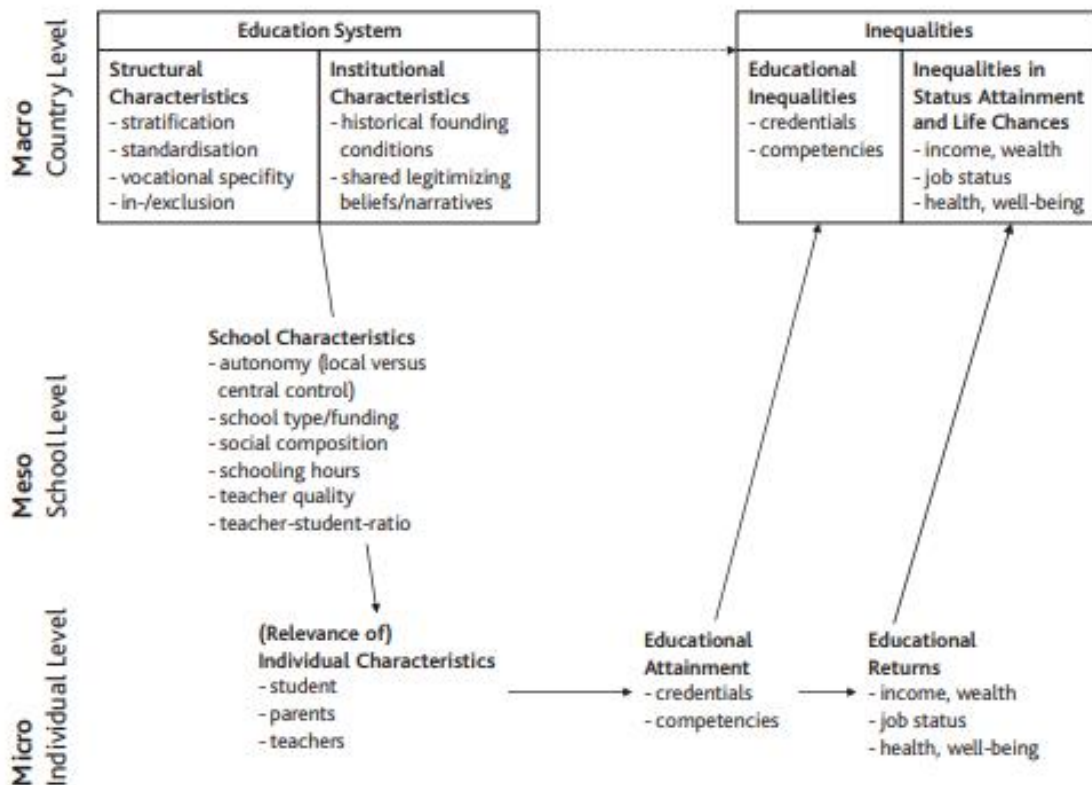 Macro
Country Level
Education System
Structural
Characteristics
- stratification
- standardisation
- vocational specifity
- in-/exclusion
Institutional
Characteristics
- historical founding
conditions
- shared legitimizing
beliefs/narratives
Inequalities
Educational
Inequalities
- credentials
- competencies
Inequalities in
Status Attainment
and Life Chances
- income, wealth
- job status
- health, well-being
Meso
School Level
School Characteristics
- autonomy (local versus
central control)
- school type/funding
- social composition
- schooling hours
- teacher quality
- teacher-student-ratio
Micro
Individual Level
(Relevance of)
Individual Characteristics
- student
- parents
- teachers
Educational
Attainment
- credentials
- competencies
Educational
Returns
- income, wealth
- job status
- health, well-being